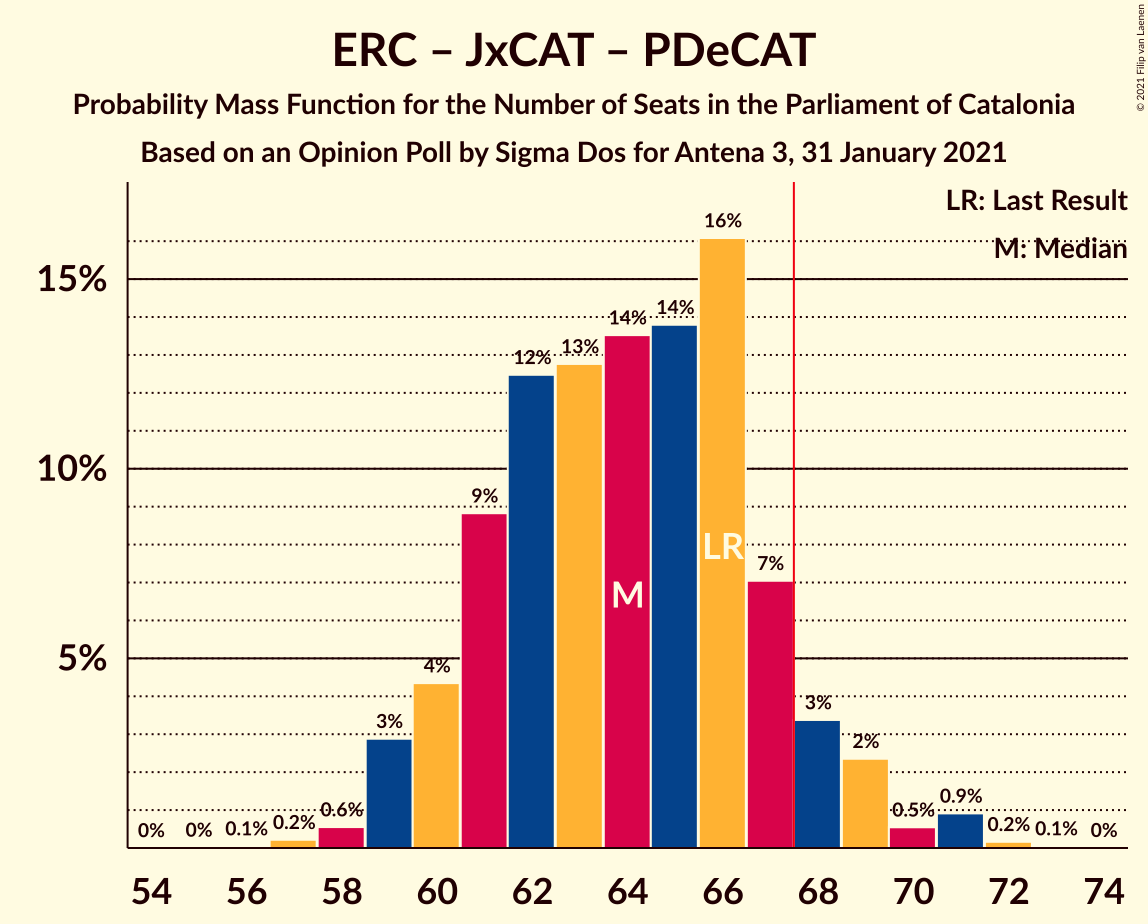 ERC – JxCAT – PDeCAT
Probability Mass Function for the Number of Seats in the Parliament of Catalonia
Based on an Opinion Poll by Sigma Dos for Antena 3, 31 January 2021
© 2021 Filip van Laenen
LR: Last Result
M: Median
15%
10%
5%
0%
0%
0.1%
0.2%
0.6%
3%
4%
9%
12%
13%
14%
14%
16%
7%
3%
2%
0.5%
0.9%
0.2%
0.1%
0%
M
LR
54 56 58 60 62 64 66 68 70 72 74